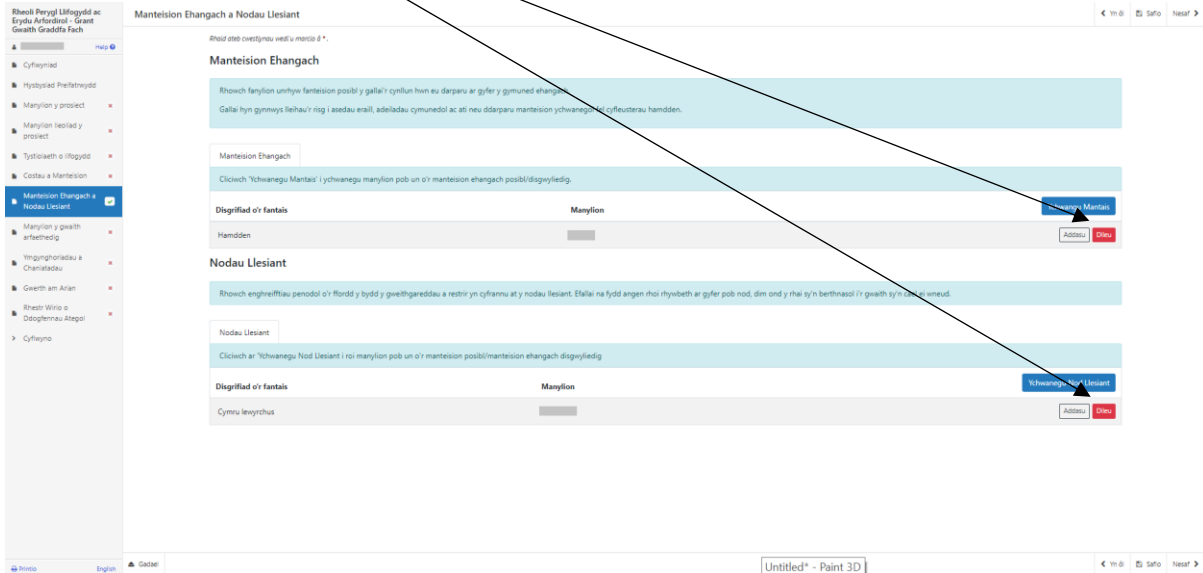 Rheoli Perygl Llifogydd ac
Erydu Arfordirol - Grant
Gwaith Graddfa Fach
Manteision Ehangach a Nodau Llesiant
Yn ôl
Safio
Nesaf
Help
Cyflwyniad
Hysbysiad Preifatrwydd
Manylion y prosiect
Manylion lleoliad y
prosiect
Tystiolaeth o lifogydd
Costau a Manteision
Manteision Ehangach a
Nodau Llesiant
Manylion y gwaith
arfaethedig
Ymgynghoriadau a
Chaniatadau
Gwerth am Arian
Rhestr Wirio o
Ddogfennau Ategol
Cyflwyno
Rhaid ateb cwestiynau wedi'u marcio â *.
Manteision Ehangach
Rhowch fanylion unrhyw fanteision posibl y gallai'r cynllun hwn eu darparu ar gyfer y gymuned ehangach.
Gallai hyn gynnwys lleihau'r risg i asedau eraill, adeiladau cymunedol ac ati neu ddarparu manteision ychwanegol fel cyfleusterau hamdden.
Manteision Ehangach
Cliciwch 'Ychwanegu Mantais' i ychwanegu manylion pob un o'r manteision ehangach posibl/disgwyliedig.
Ychwanegu Mantais
Disgrifiad o'r fantais
Manylion
Hamdden
Addasu
Dileu
Nodau Llesiant
Rhowch enghreifftiau penodol o'r ffordd y bydd y gweithgareddau a restrir yn cyfrannu at y nodau llesiant. Efallai na fydd angen rhoi rhywbeth ar gyfer pob nod, dim ond y rhai sy'n berthnasol i'r gwaith sy'n cael ei wneud.
Nodau Llesiant
Cliciwch ar 'Ychwanegu Nod Llesiant i roi manylion pob un o'r manteision posibl/manteision ehangach disgwyliedig
Ychwanegu Nod Llesiant
Disgrifiad o'r fantais
Manylion
Cymru lewyrchus
Addasu
Dileu
Printio
English
Gadael
Untitled* - Paint 3D
Yn ôl
Safio
Nesaf